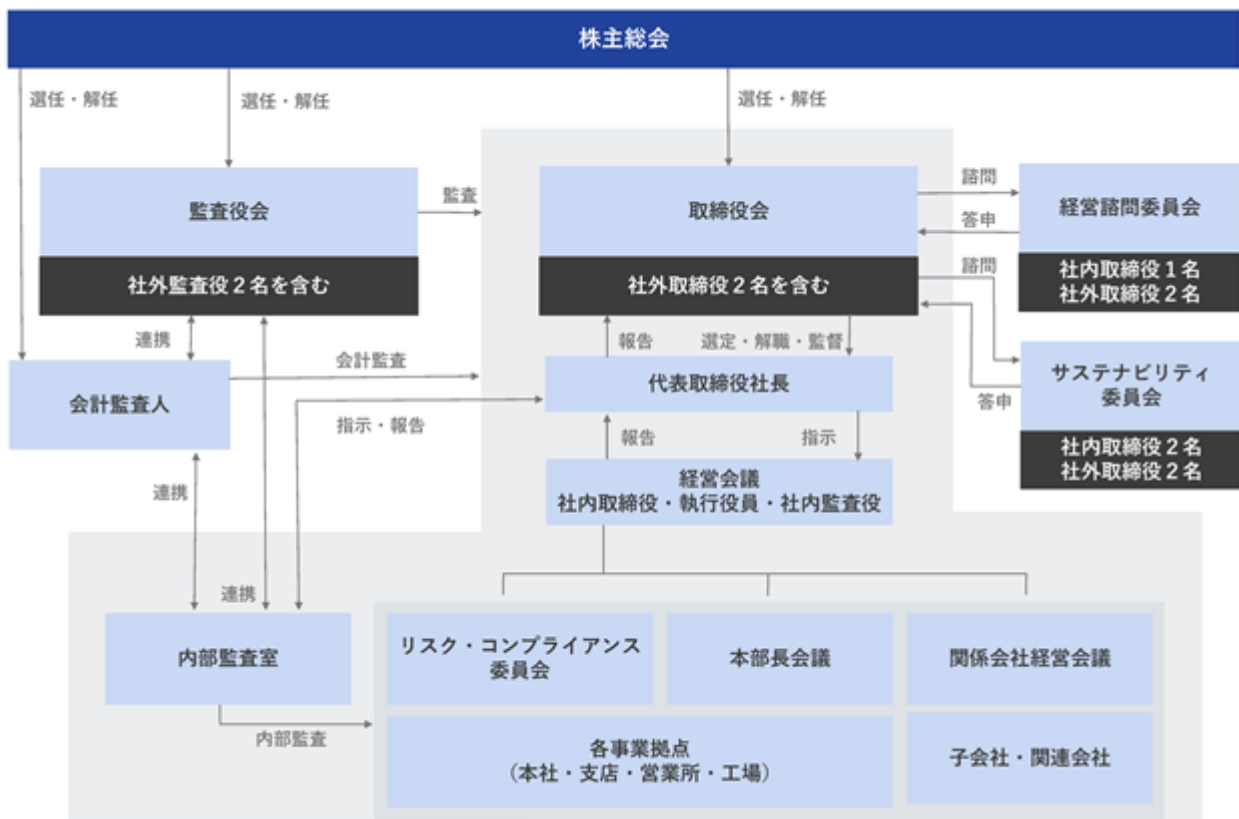 株主総会
選任・解任
選任・解任
選任・解任
監査役会
監査
取締役会
諮問
答申
経営諮問委員会
社外監査役２名を含む
社外取締役２名を含む
諮問
社内取締役１名
社外取締役２名
連携
報告
選定・解職・監督
会計監査人
会計監査
代表取締役社長
サステナビリティ
委員会
答申
指示・報告
報告
指示
社内取締役２名
社外取締役２名
連携
経営会議
社内取締役・執行役員・社内監査役
連携
内部監査室
リスク・コンプライアンス
委員会
本部長会議
関係会社経営会議
内部監査
各事業拠点
（本社・支店・営業所・工場）
子会社・関連会社